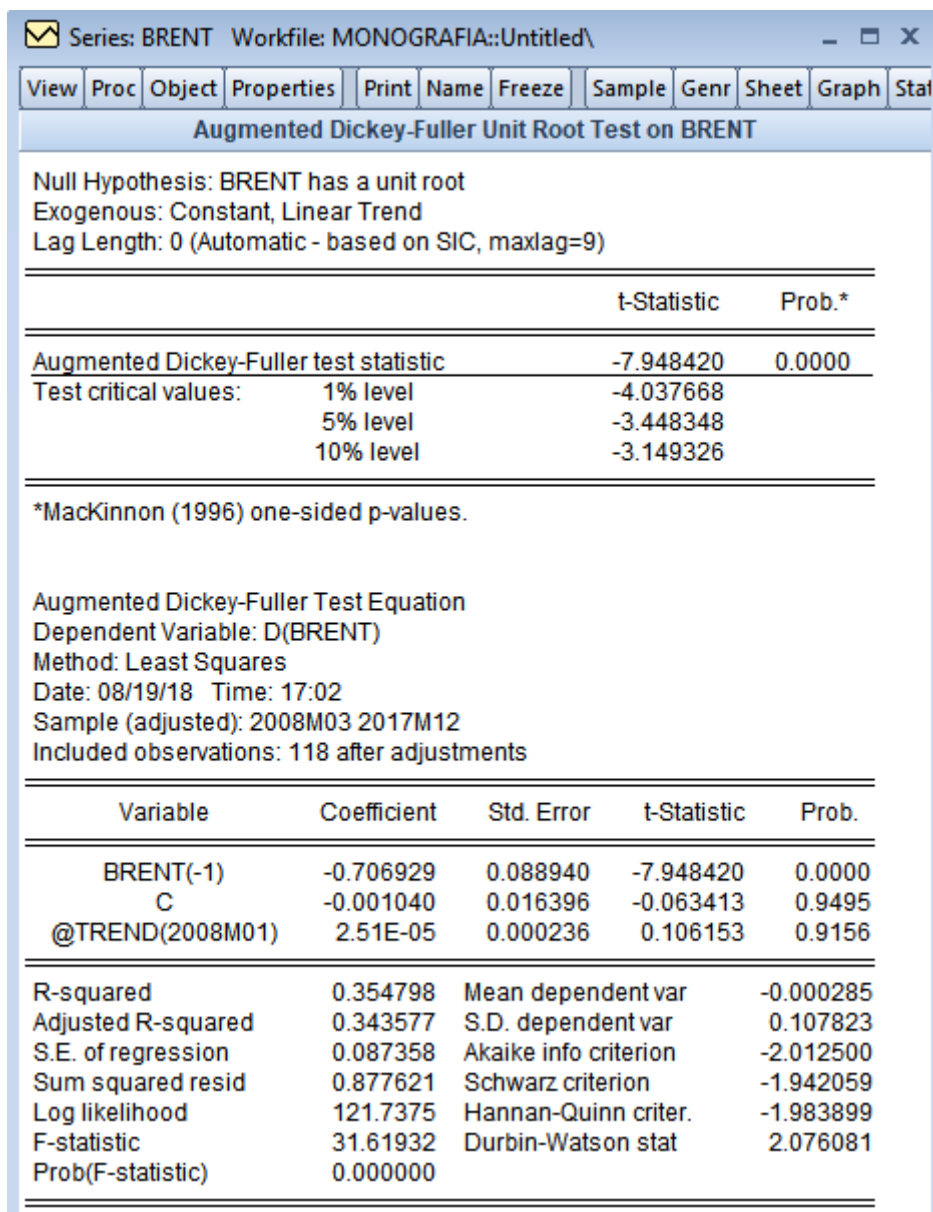 Series: BRENT Workfile: MONOGRAFIA::Untitled\
View Proc Object Properties Print Name Freeze Sample Genr Sheet Graph Stat
Augmented Dickey-Fuller Unit Root Test on BRENT
Null Hypothesis: BRENT has a unit root
Exogenous: Constant, Linear Trend
Lag Length: 0 (Automatic - based on SIC, maxlag=9)
t-Statistic Prob.*
Augmented Dickey-Fuller test statistic -7.948420 0.0000
Test critical values: 1% level -4.037668
5% level -3.448348
10% level -3.149326
*MacKinnon (1996) one-sided p-values.
Augmented Dickey-Fuller Test Equation
Dependent Variable: D(BRENT)
Method: Least Squares
Date: 08/19/18 Time: 17:02
Sample (adjusted): 2008M03 2017M12
Included observations: 118 after adjustments
Variable Coefficient Std. Error t-Statistic Prob.
BRENT(-1) -0.706929 0.088940 -7.948420 0.0000
C -0.001040 0.016396 -0.063413 0.9495
@TREND(2008M01) 2.51E-05 0.000236 0.106153 0.9156
R-squared 0.354798 Mean dependent var -0.000285
Adjusted R-squared 0.343577 S.D. dependent var 0.107823
S.E. of regression 0.087358 Akaike info criterion -2.012500
Sum squared resid 0.877621 Schwarz criterion -1.942059
Log likelihood 121.7375 Hannan-Quinn criter. -1.983899
F-statistic 31.61932 Durbin-Watson stat 2.076081
Prob(F-statistic) 0.000000